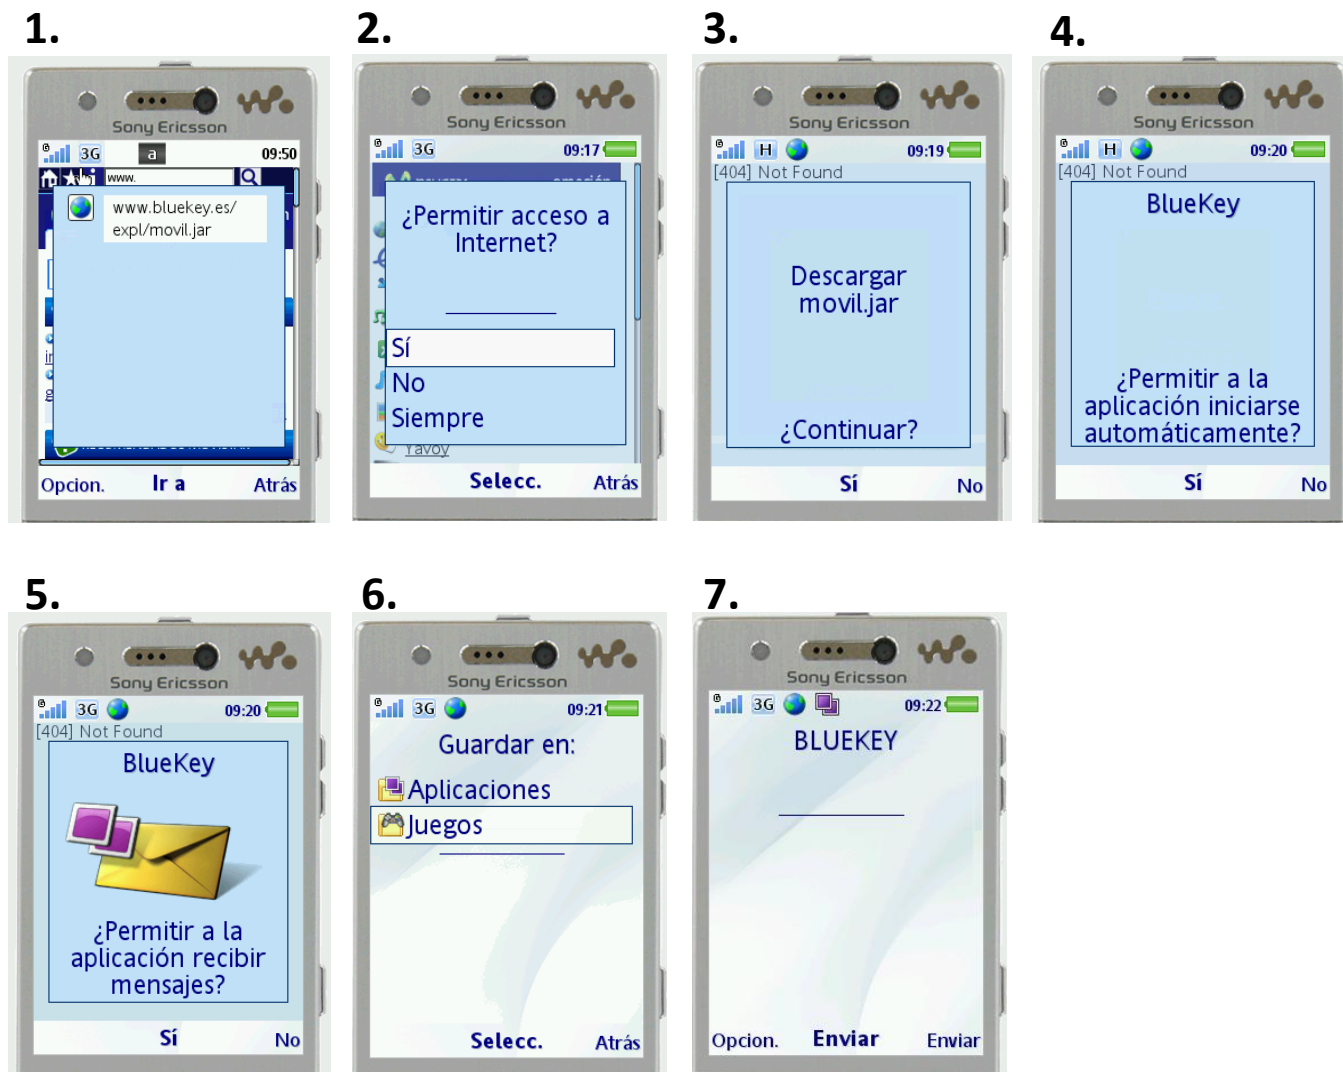 1.
Sony Ericsson
3G
a
09:50
www.
www.bluekey.es/
expl/movil.jar
Opcion.
Ir a
Atrás
2.
Sony Ericsson
3G
09:17
¿Permitir acceso a
Internet?
Sí
No
Siempre
Yavoy
Selecc.
Atrás
3.
Sony Ericsson
H
09:19
[404] Not Found
Descargar
movil.jar
¿Continuar?
Sí
No
4.
Sony Ericsson
H
09:20
[404] Not Found
BlueKey
¿Permitir a la
aplicación iniciarse
automáticamente?
Sí
No
5.
Sony Ericsson
3G
09:20
[404] Not Found
BlueKey
¿Permitir a la
aplicación recibir
mensajes?
Sí
No
6.
Sony Ericsson
3G
09:21
Guardar en:
Aplicaciones
Juegos
Selecc.
Atrás
7.
Sony Ericsson
3G
09:22
BLUEKEY
Opcion.
Enviar
Enviar